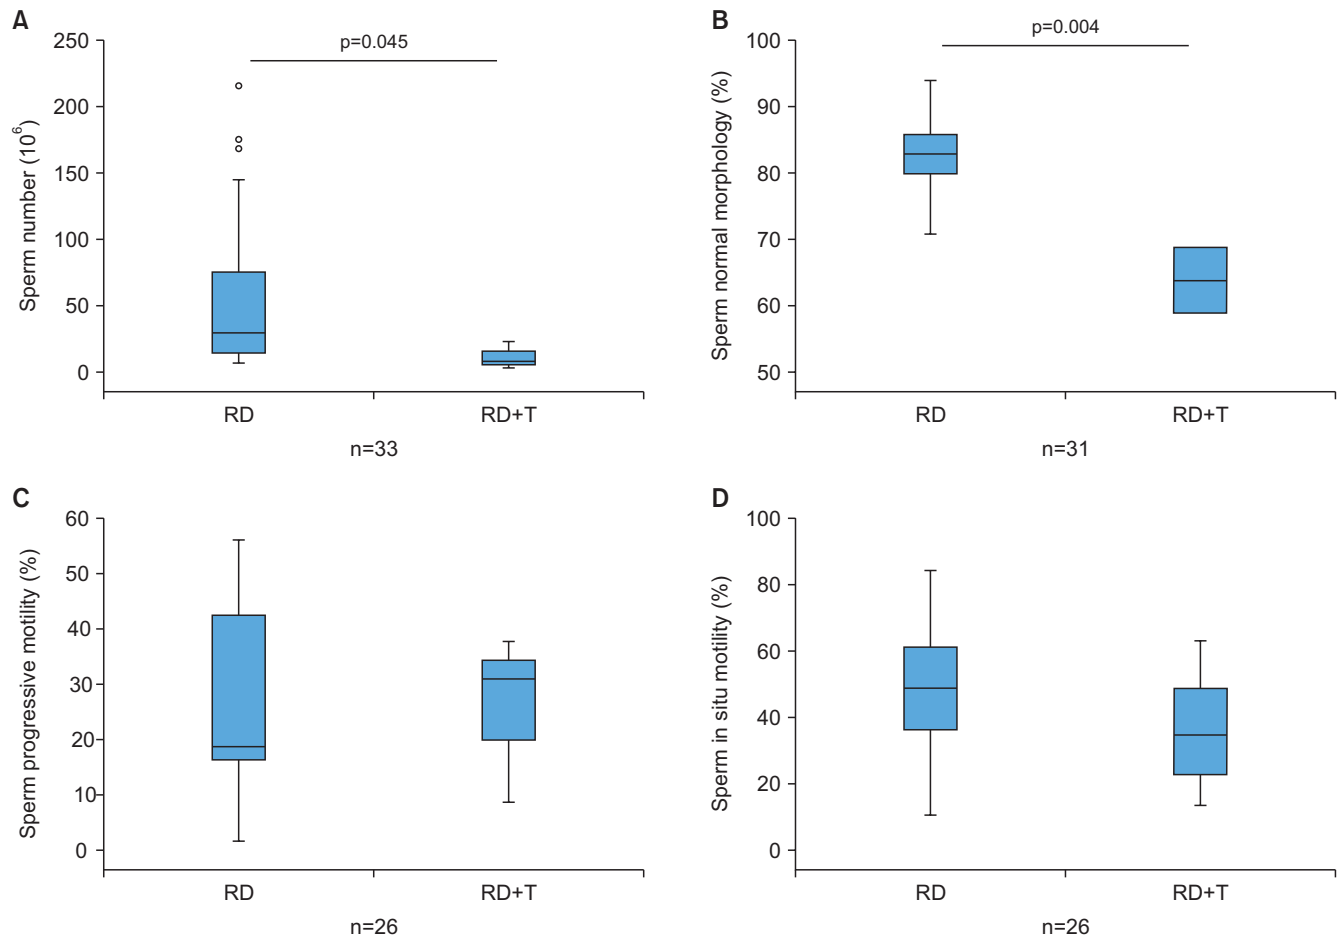 A
p=0.045
Sperm number (10⁶)
250
200
150
100
50
0
RD RD+T
n=33
B
p=0.004
Sperm normal morphology (%)
100
90
80
70
60
50
RD RD+T
n=31
C
Sperm progressive motility (%)
60
50
40
30
20
10
0
RD RD+T
n=26
D
Sperm in situ motility (%)
100
80
60
40
20
0
RD RD+T
n=26